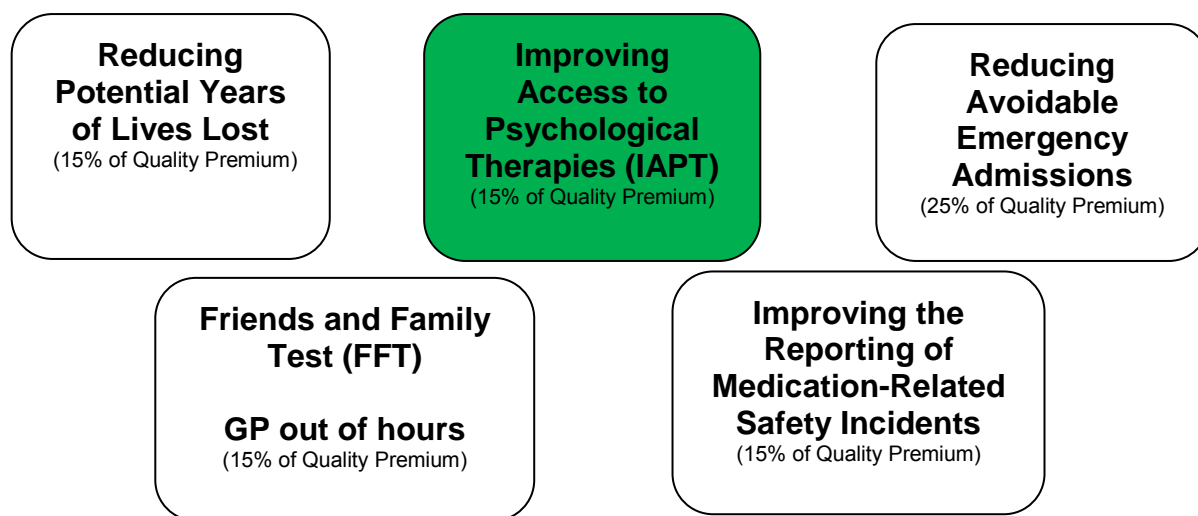 Reducing
Potential Years
of Lives Lost
(15% of Quality Premium)
Improving
Access to
Psychological
Therapies (IAPT)
(15% of Quality Premium)
Reducing
Avoidable
Emergency
Admissions
(25% of Quality Premium)
Friends and Family
Test (FFT)
GP out of hours
(15% of Quality Premium)
Improving the
Reporting of
Medication-Related
Safety Incidents
(15% of Quality Premium)